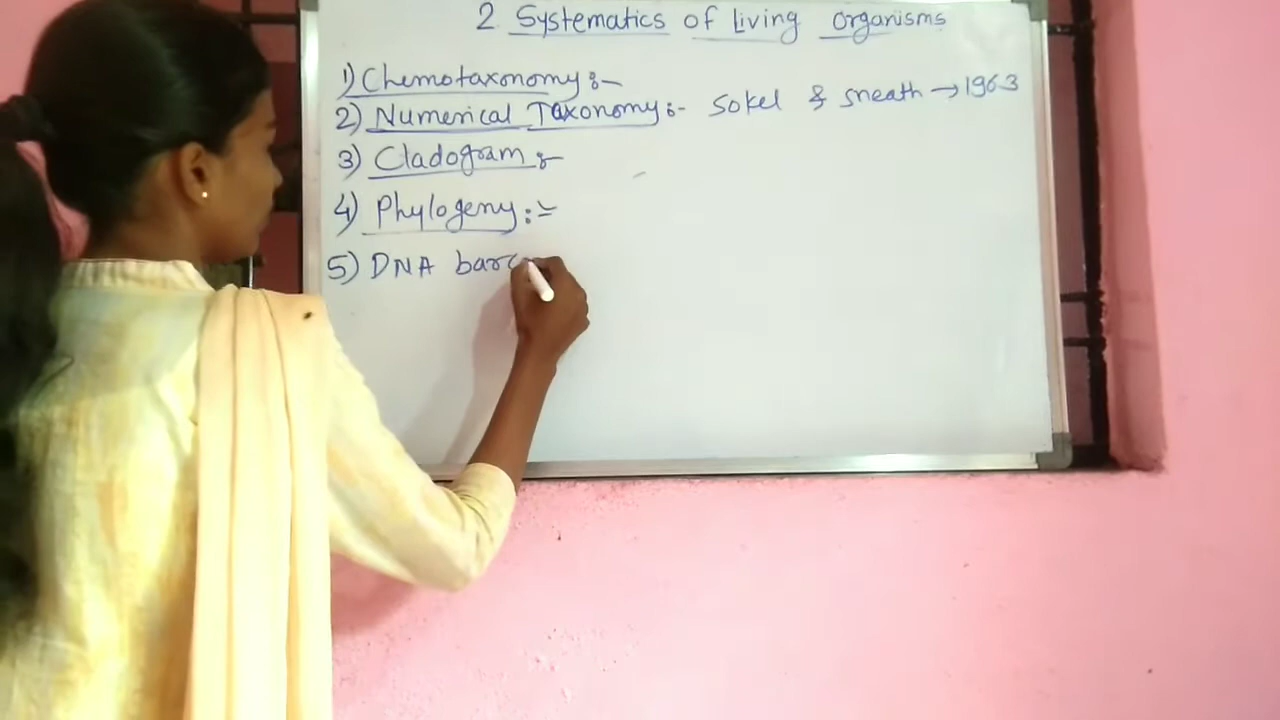 2 Systematics of Living Organisms
1) Chemotaxonomy :-
2) Numerical Taxonomy :- Sokel & sneath → 1963
3) Cladogram :-
4) Phylogeny :-
5) DNA barc